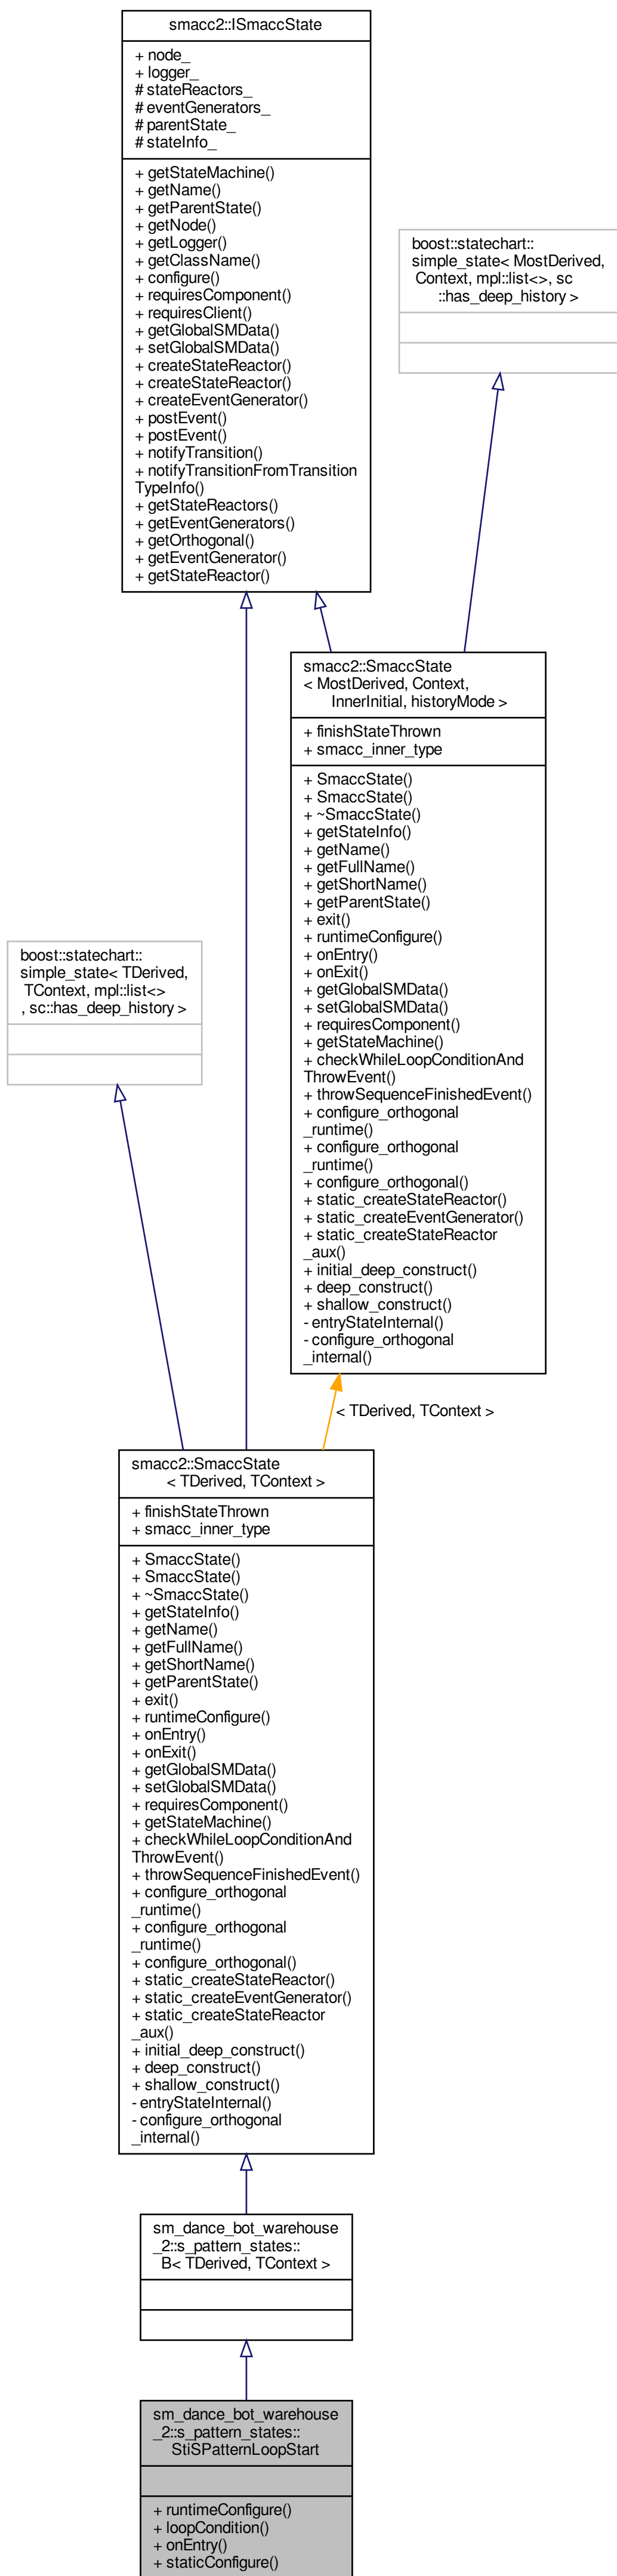 smacc2::ISmaccState
+ node_
+ logger_
# stateReactors_
# eventGenerators_
# parentState_
# stateInfo_
+ getStateMachine()
+ getName()
+ getParentState()
+ getNode()
+ getLogger()
+ getClassName()
+ configure()
+ requiresComponent()
+ requiresClient()
+ getGlobalSMData()
+ setGlobalSMData()
+ createStateReactor()
+ createStateReactor()
+ createEventGenerator()
+ postEvent()
+ postEvent()
+ notifyTransition()
+ notifyTransitionFromTransition
TypeInfo()
+ getStateReactors()
+ getEventGenerators()
+ getOrthogonal()
+ getEventGenerator()
+ getStateReactor()
boost::statechart::
simple_state< MostDerived,
Context, mpl::list<>, sc
::has_deep_history >
smacc2::SmaccState
< MostDerived, Context,
InnerInitial, historyMode >
+ finishStateThrown
+ smacc_inner_type
+ SmaccState()
+ SmaccState()
+ ~SmaccState()
+ getStateInfo()
+ getName()
+ getFullName()
+ getShortName()
+ getParentState()
+ exit()
+ runtimeConfigure()
+ onEntry()
+ onExit()
+ getGlobalSMData()
+ setGlobalSMData()
+ requiresComponent()
+ getStateMachine()
+ checkWhileLoopConditionAnd
ThrowEvent()
+ throwSequenceFinishedEvent()
+ configure_orthogonal
_runtime()
+ configure_orthogonal
_runtime()
+ configure_orthogonal()
+ static_createStateReactor()
+ static_createEventGenerator()
+ static_createStateReactor
_aux()
+ initial_deep_construct()
+ deep_construct()
+ shallow_construct()
- entryStateInternal()
- configure_orthogonal
_internal()
boost::statechart::
simple_state< TDerived,
TContext, mpl::list<>
, sc::has_deep_history >
< TDerived, TContext >
smacc2::SmaccState
< TDerived, TContext >
+ finishStateThrown
+ smacc_inner_type
+ SmaccState()
+ SmaccState()
+ ~SmaccState()
+ getStateInfo()
+ getName()
+ getFullName()
+ getShortName()
+ getParentState()
+ exit()
+ runtimeConfigure()
+ onEntry()
+ onExit()
+ getGlobalSMData()
+ setGlobalSMData()
+ requiresComponent()
+ getStateMachine()
+ checkWhileLoopConditionAnd
ThrowEvent()
+ throwSequenceFinishedEvent()
+ configure_orthogonal
_runtime()
+ configure_orthogonal
_runtime()
+ configure_orthogonal()
+ static_createStateReactor()
+ static_createEventGenerator()
+ static_createStateReactor
_aux()
+ initial_deep_construct()
+ deep_construct()
+ shallow_construct()
- entryStateInternal()
- configure_orthogonal
_internal()
sm_dance_bot_warehouse
_2::s_pattern_states::
B< TDerived, TContext >
sm_dance_bot_warehouse
_2::s_pattern_states::
StiSPatternLoopStart
+ runtimeConfigure()
+ loopCondition()
+ onEntry()
+ staticConfigure()